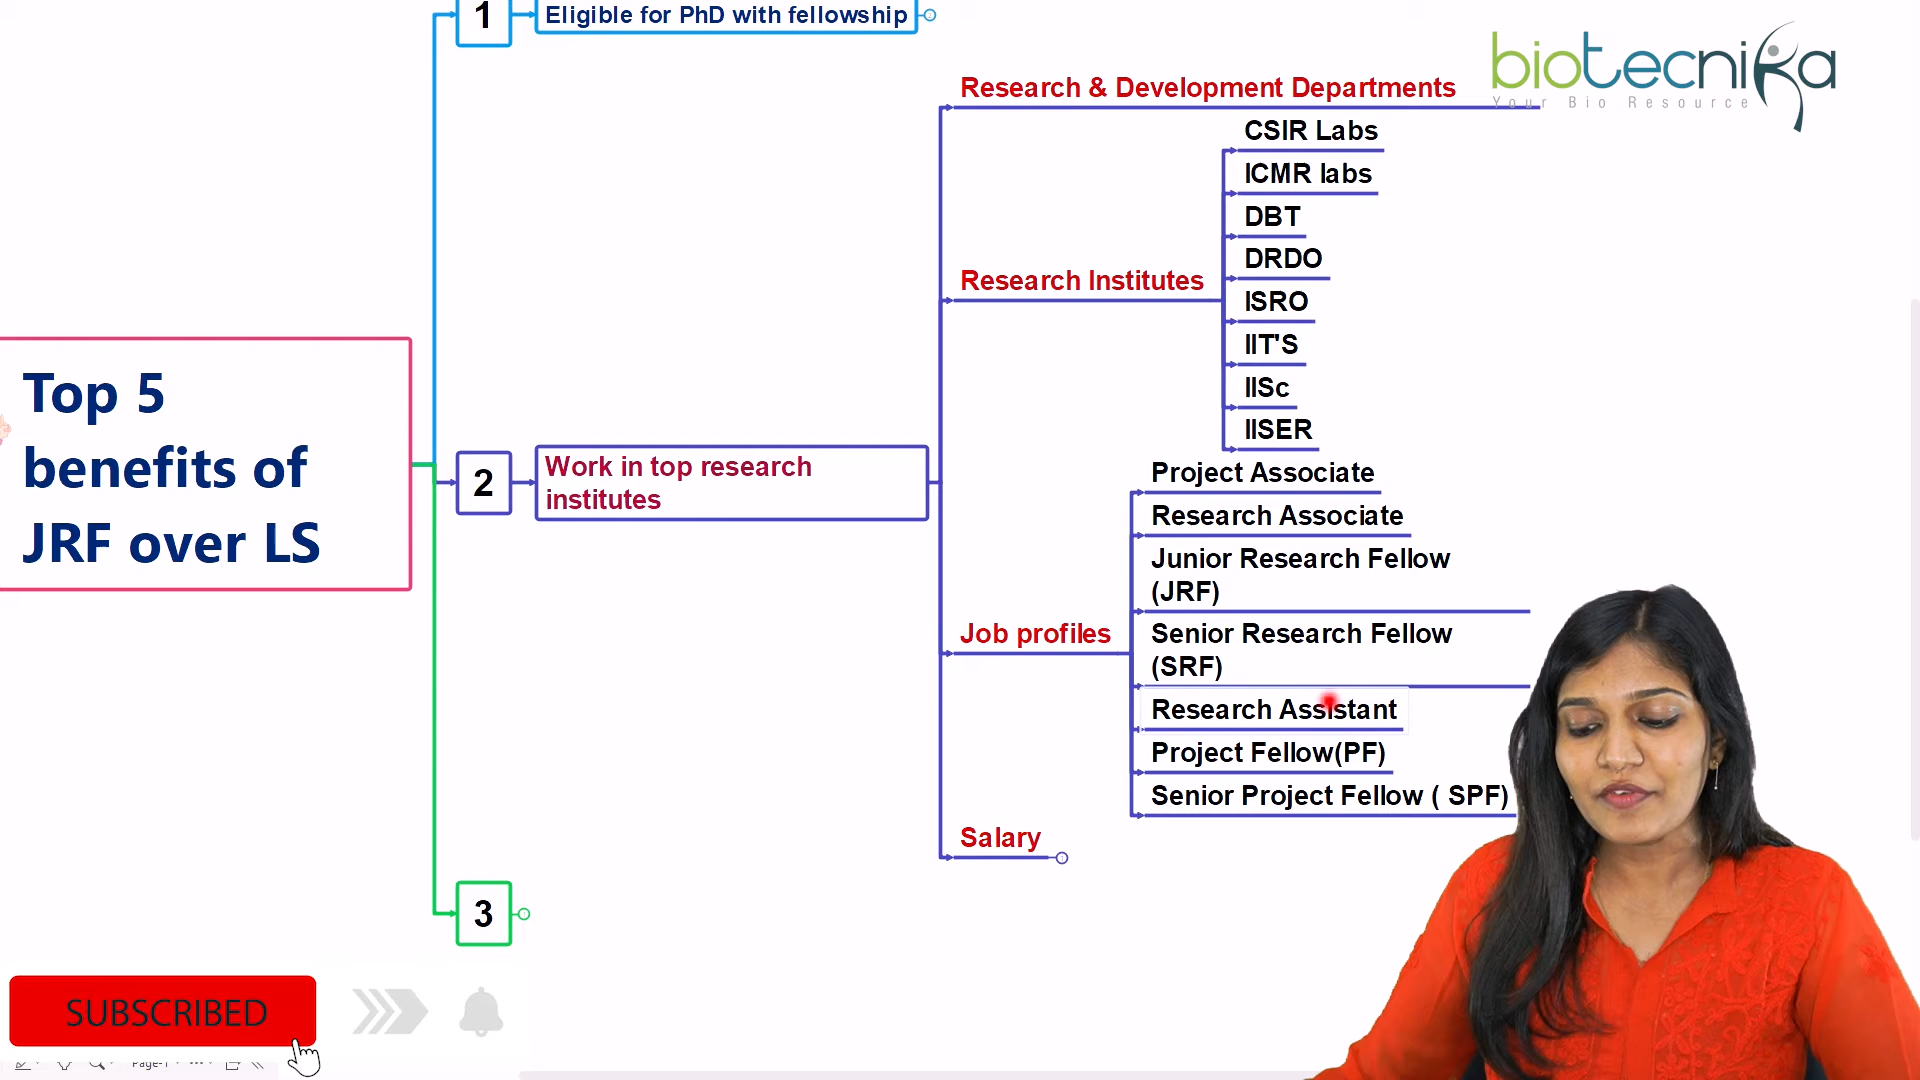 1
Eligible for PhD with fellowship
biotecnika
Your Bio Resource
Research & Development Departments
CSIR Labs
ICMR labs
DBT
DRDO
Research Institutes
ISRO
IIT'S
IISc
IISER
Top 5
benefits of
JRF over LS
2
Work in top research
institutes
Project Associate
Research Associate
Junior Research Fellow
(JRF)
Job profiles
Senior Research Fellow
(SRF)
Research Assistant
Project Fellow(PF)
Senior Project Fellow ( SPF)
Salary
3
SUBSCRIBED
Page-1